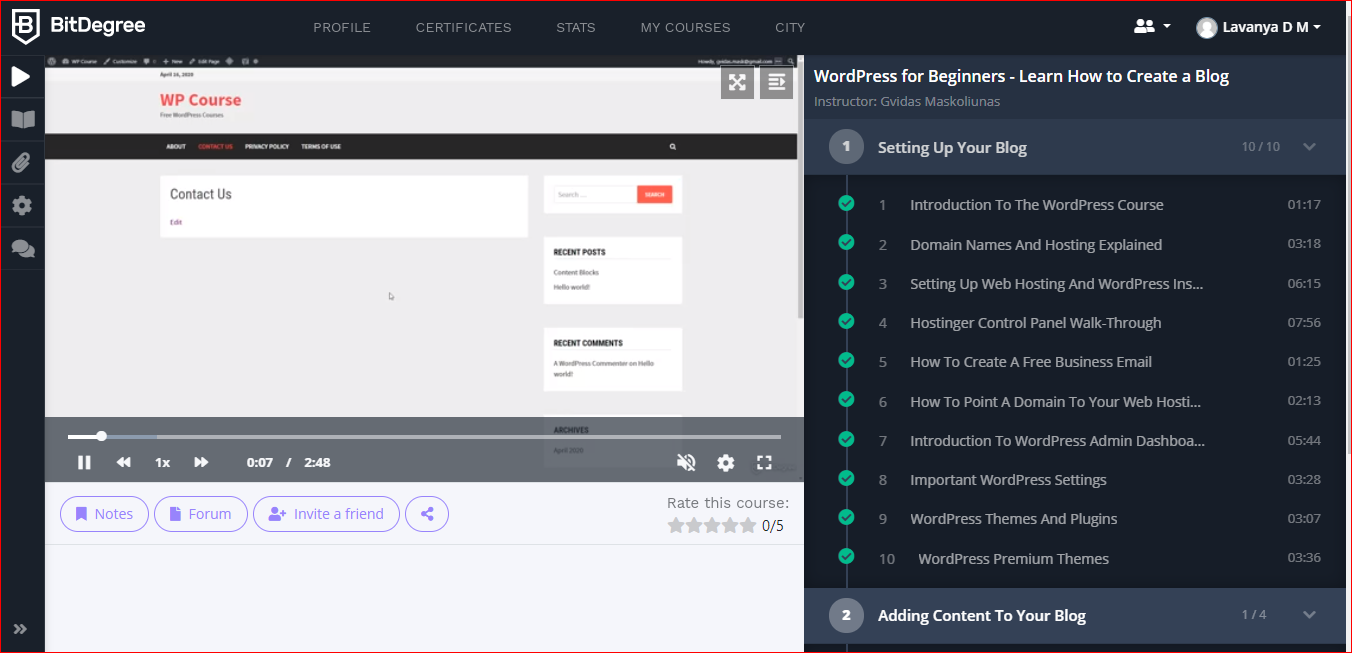 BitDegree
PROFILE
CERTIFICATES
STATS
MY COURSES
CITY
Lavanya D M
WP Course
Customize
New
Edit Page
April 16, 2020
WP Course
Free WordPress Courses
ABOUT
CONTACT US
PRIVACY POLICY
TERMS OF USE
Contact Us
Edit
Search …
SEARCH
RECENT POSTS
Content Blocks
Hello world!
RECENT COMMENTS
A WordPress Commenter on Hello
world!
ARCHIVES
April 2020
1x
0:07 / 2:48
Notes
Forum
Invite a friend
Rate this course:
0/5
WordPress for Beginners - Learn How to Create a Blog
Instructor: Gvidas Maskoliunas
1 Setting Up Your Blog 10 / 10
1 Introduction To The WordPress Course 01:17
2 Domain Names And Hosting Explained 03:18
3 Setting Up Web Hosting And WordPress Ins... 06:15
4 Hostinger Control Panel Walk-Through 07:56
5 How To Create A Free Business Email 01:25
6 How To Point A Domain To Your Web Hosti... 02:13
7 Introduction To WordPress Admin Dashboa... 05:44
8 Important WordPress Settings 03:28
9 WordPress Themes And Plugins 03:07
10 WordPress Premium Themes 03:36
2 Adding Content To Your Blog 1 / 4